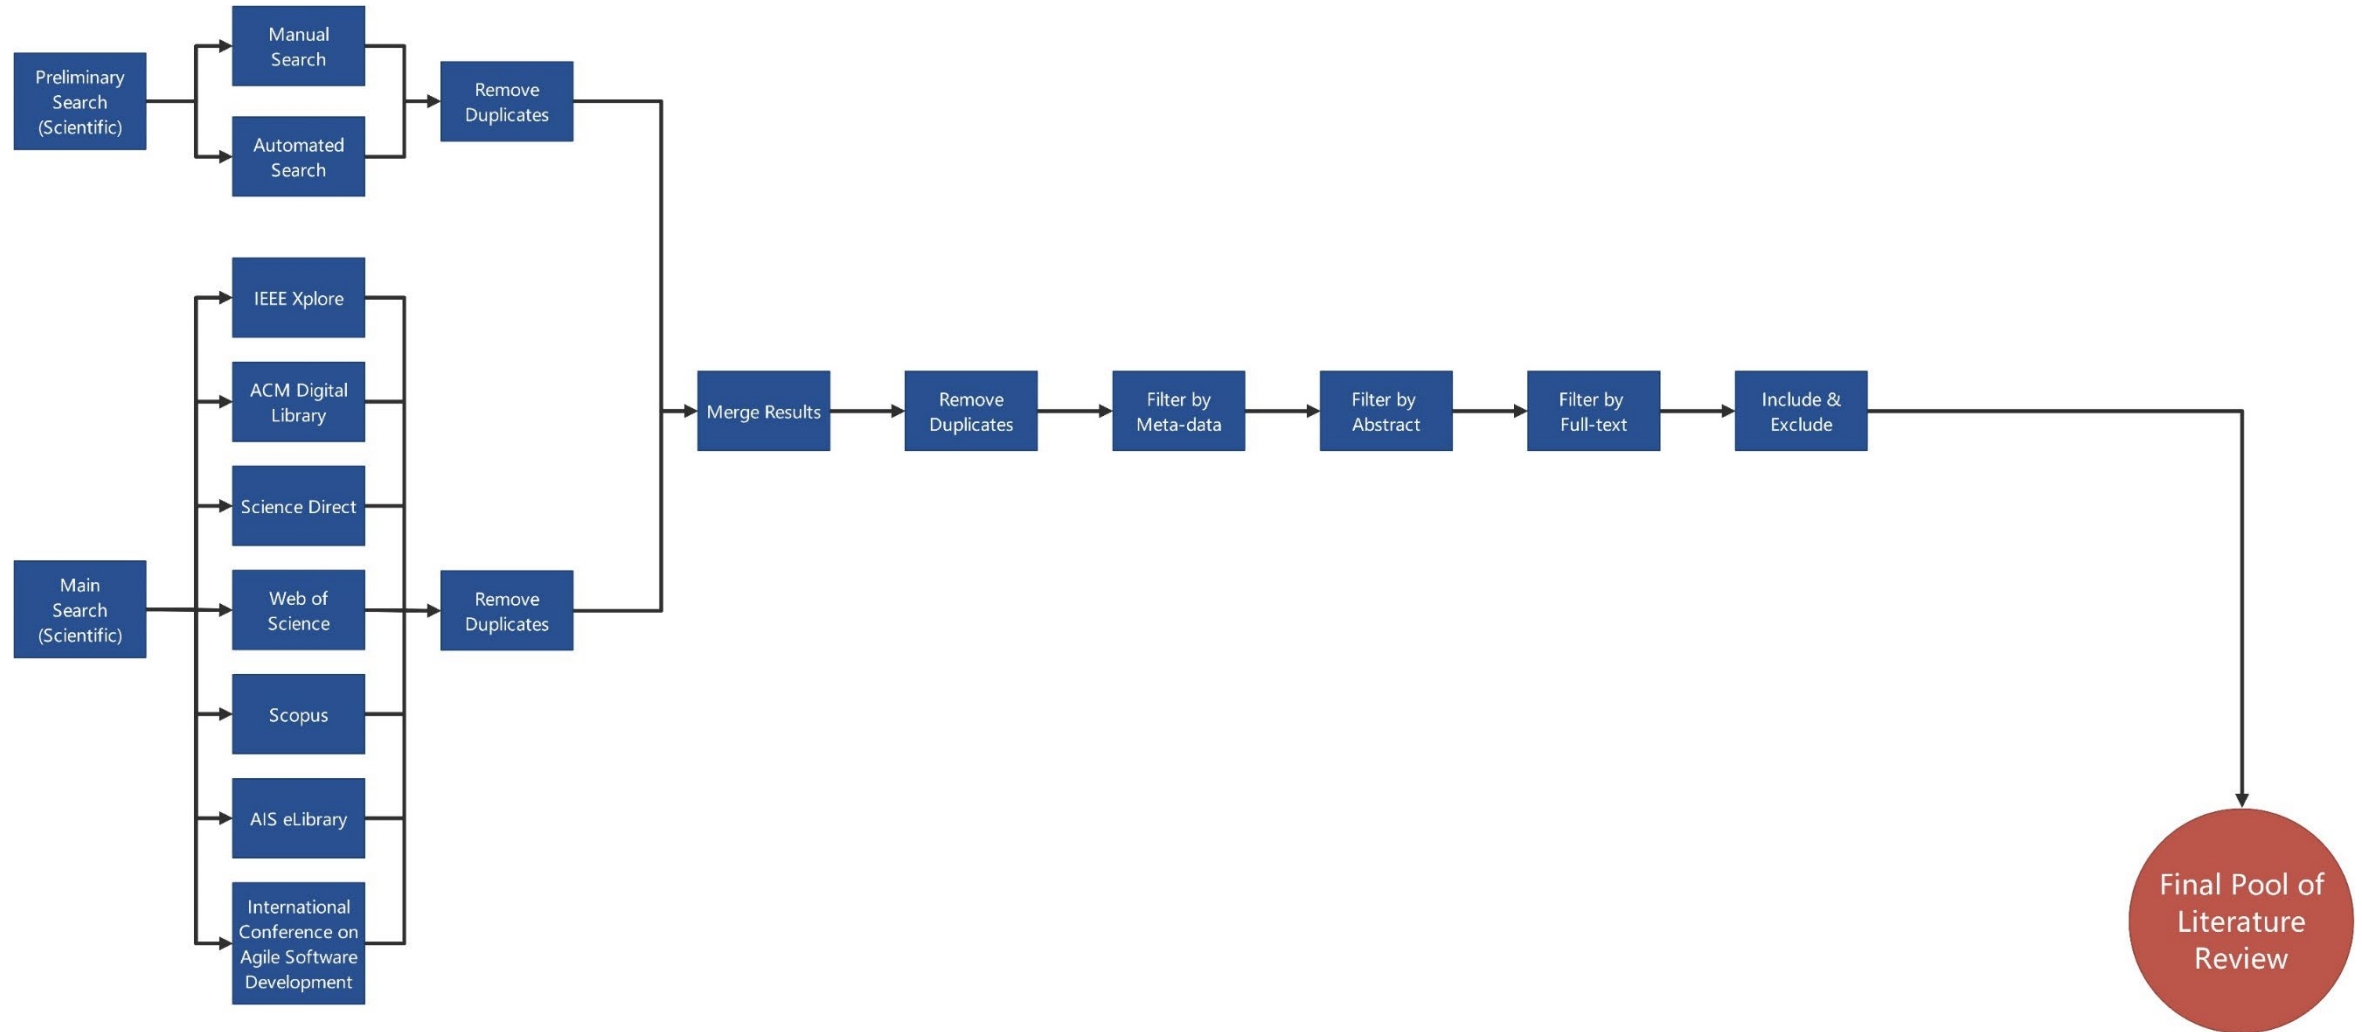 Preliminary
Search
(Scientific)
Manual
Search
Automated
Search
Remove
Duplicates
Main
Search
(Scientific)
IEEE Xplore
ACM Digital
Library
Science Direct
Web of
Science
Scopus
AIS eLibrary
International
Conference on
Agile Software
Development
Remove
Duplicates
Merge Results
Remove
Duplicates
Filter by
Meta-data
Filter by
Abstract
Filter by
Full-text
Include &
Exclude
Final Pool of
Literature
Review